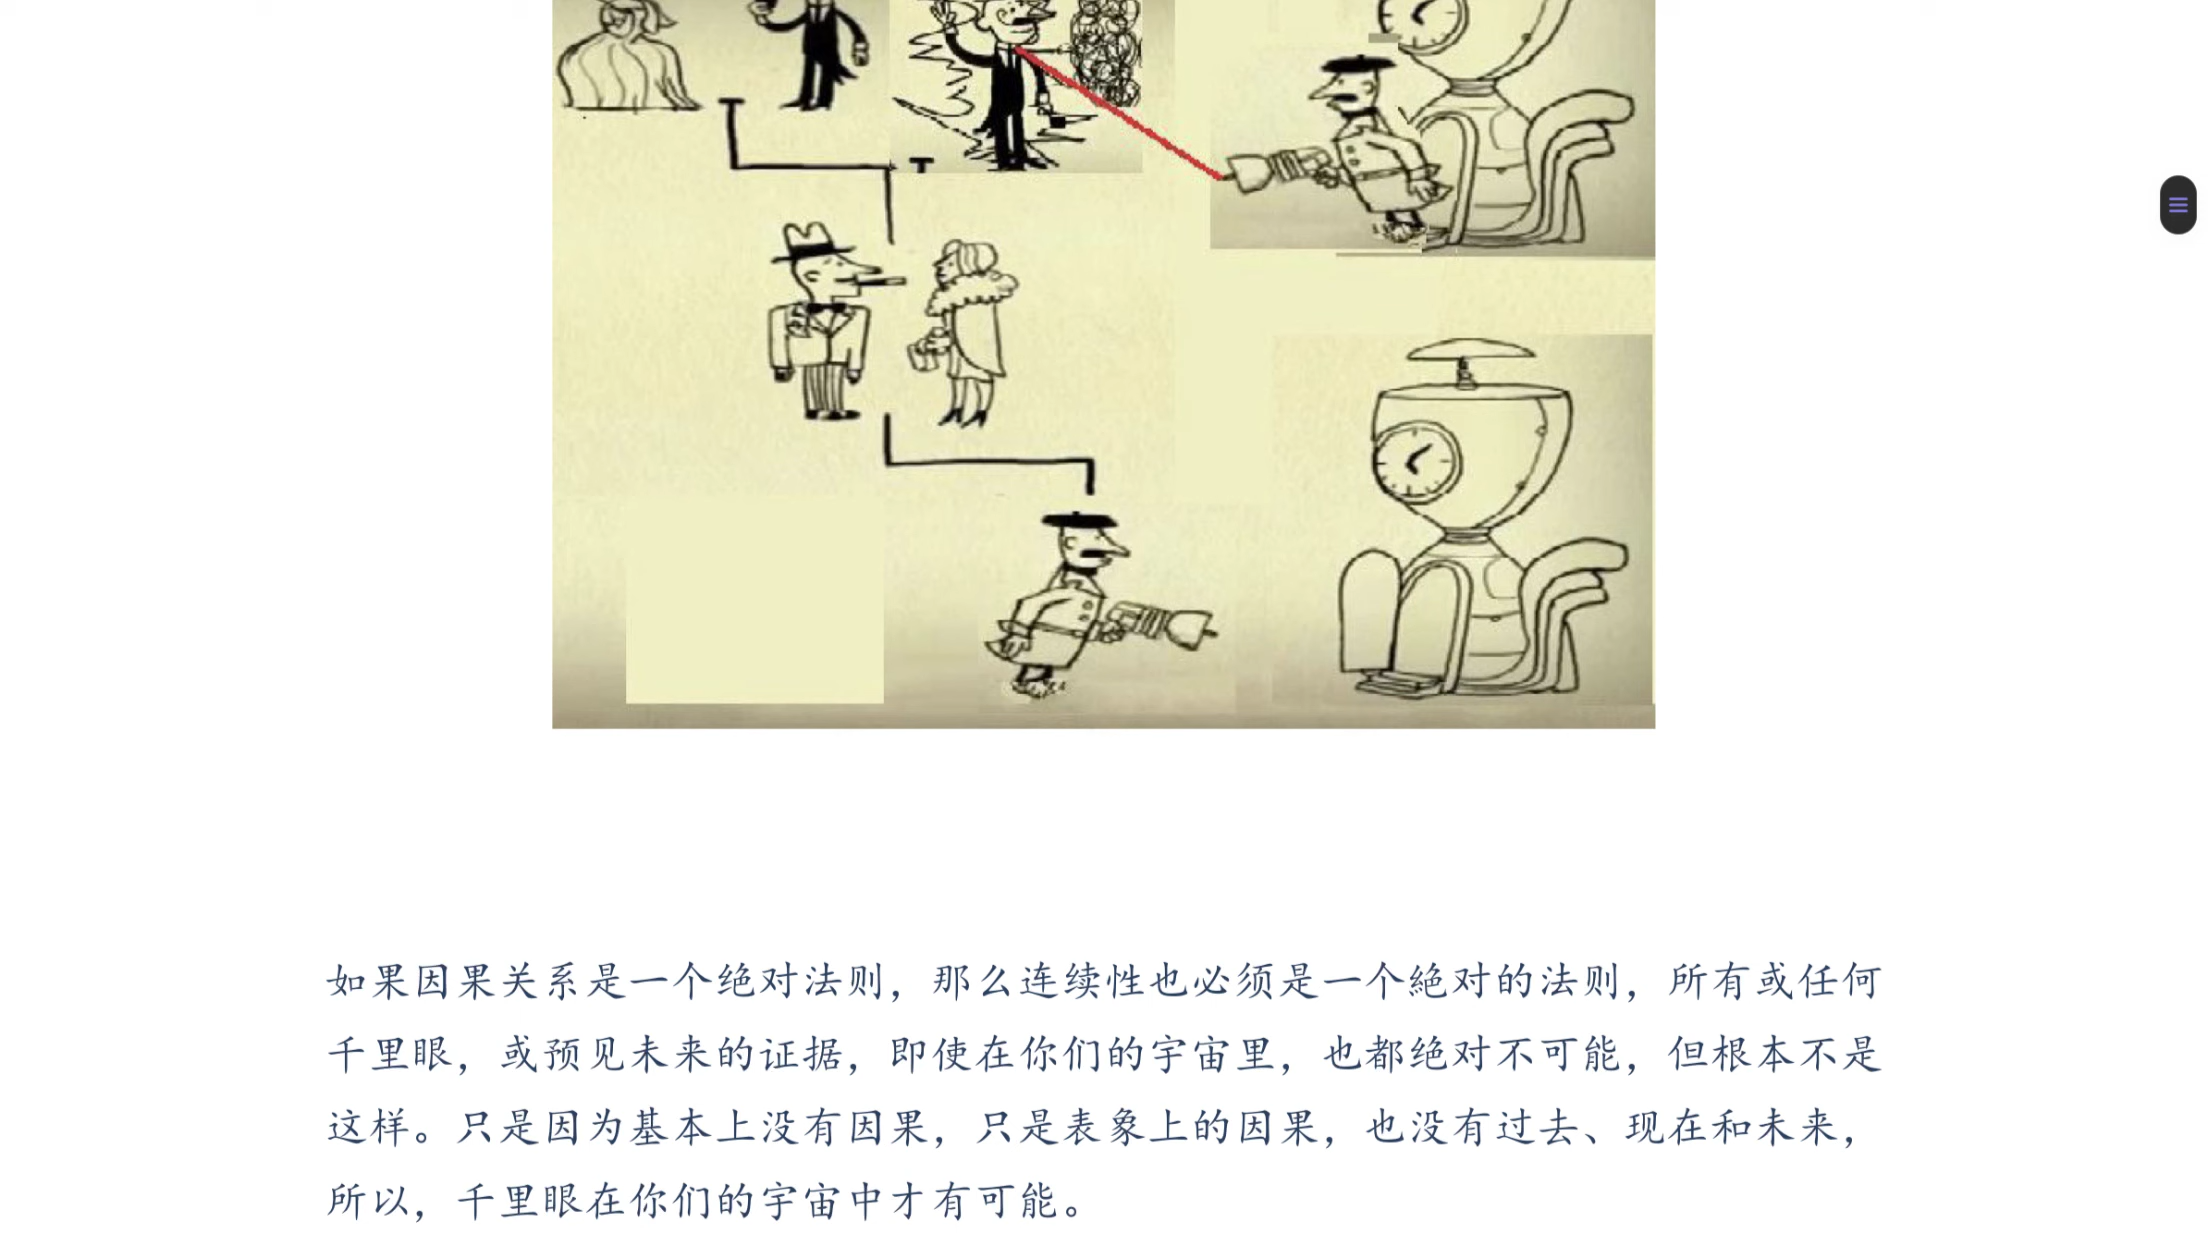 如果因果关系是一个绝对法则，那么连续性也必须是一个絶对的法则，所有或任何
千里眼，或预见未来的证据，即使在你们的宇宙里，也都绝对不可能，但根本不是
这样。只是因为基本上没有因果，只是表象上的因果，也没有过去、现在和未来，
所以，千里眼在你们的宇宙中才有可能。